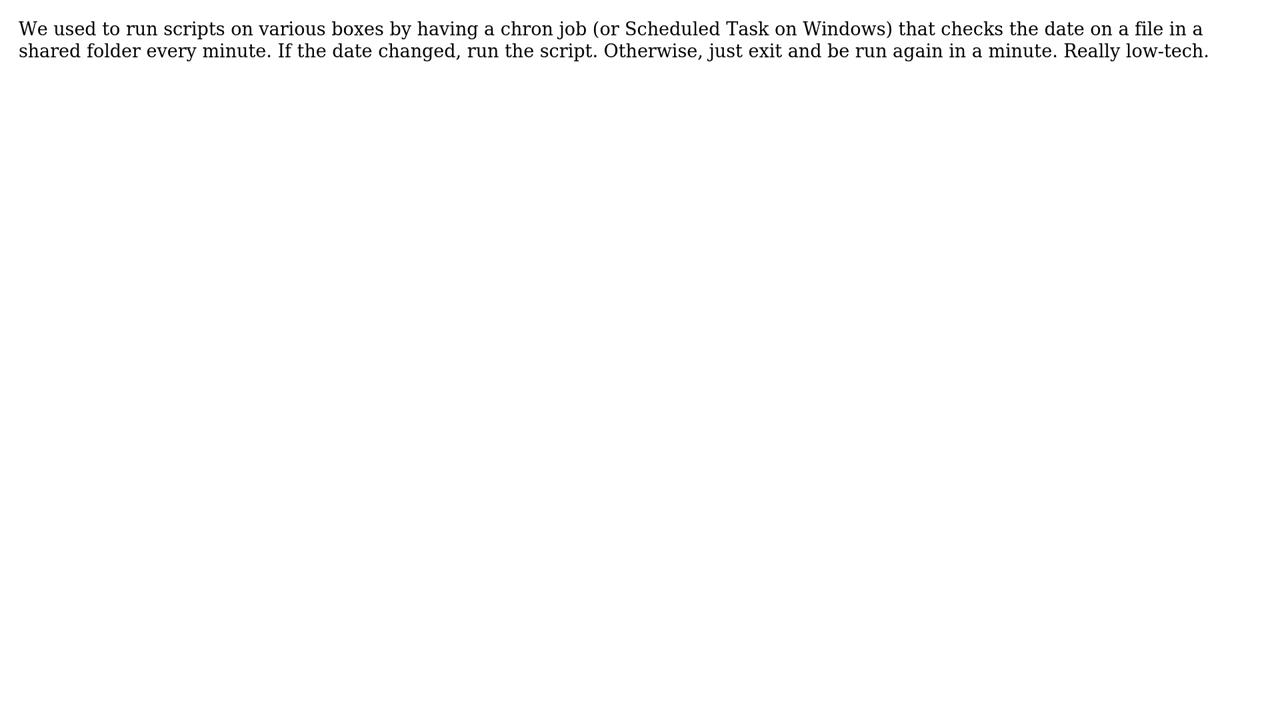 We used to run scripts on various boxes by having a chron job (or Scheduled Task on Windows) that checks the date on a file in a
shared folder every minute. If the date changed, run the script. Otherwise, just exit and be run again in a minute. Really low-tech.